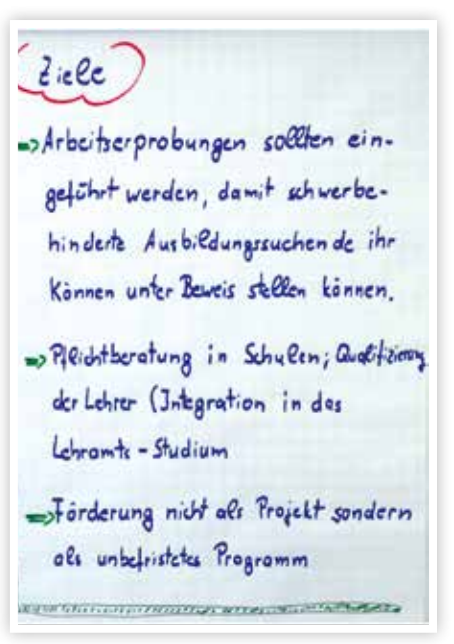 Ziele
⇒ Arbeitserprobungen sollten ein-
geführt werden, damit schwerbe-
hinderte Ausbildungssuchende ihr
Können unter Beweis stellen können.
⇒ Pflichtberatung in Schulen; Qualifizierung
der Lehrer (Integration in das
Lehramts-Studium
⇒ Förderung nicht als Projekt sondern
als unbefristetes Programm